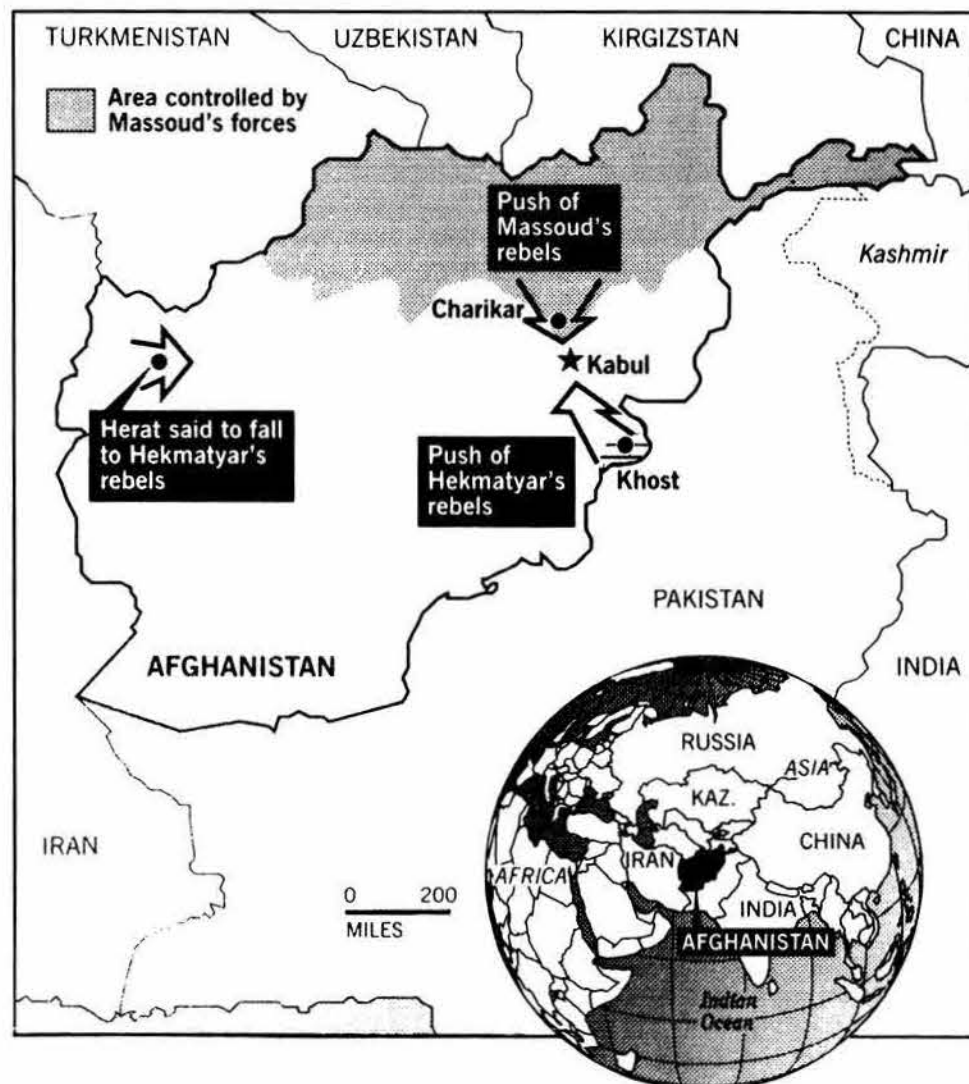 TURKMENISTAN
UZBEKISTAN
KIRGIZSTAN
CHINA
Area controlled by
Massoud's forces
Push of
Massoud's
rebels
Kashmir
Charikar
Kabul
Herat said to fall
to Hekmatyar's
rebels
Push of
Hekmatyar's
rebels
Khost
PAKISTAN
AFGHANISTAN
INDIA
IRAN
0 200
MILES
RUSSIA
ASIA
KAZ.
CHINA
IRAN
AFRICA
INDIA
AFGHANISTAN
Indian
Ocean